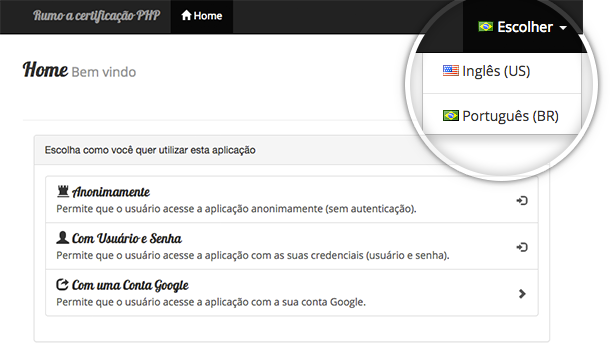 Rumo a certificação PHP
Home
Escolher
Inglês (US)
Português (BR)
Home Bem vindo
Escolha como você quer utilizar esta aplicação
Anonimamente
Permite que o usuário acesse a aplicação anonimamente (sem autenticação).
Com Usuário e Senha
Permite que o usuário acesse a aplicação com as suas credenciais (usuário e senha).
Com uma Conta Google
Permite que o usuário acesse a aplicação com a sua conta Google.